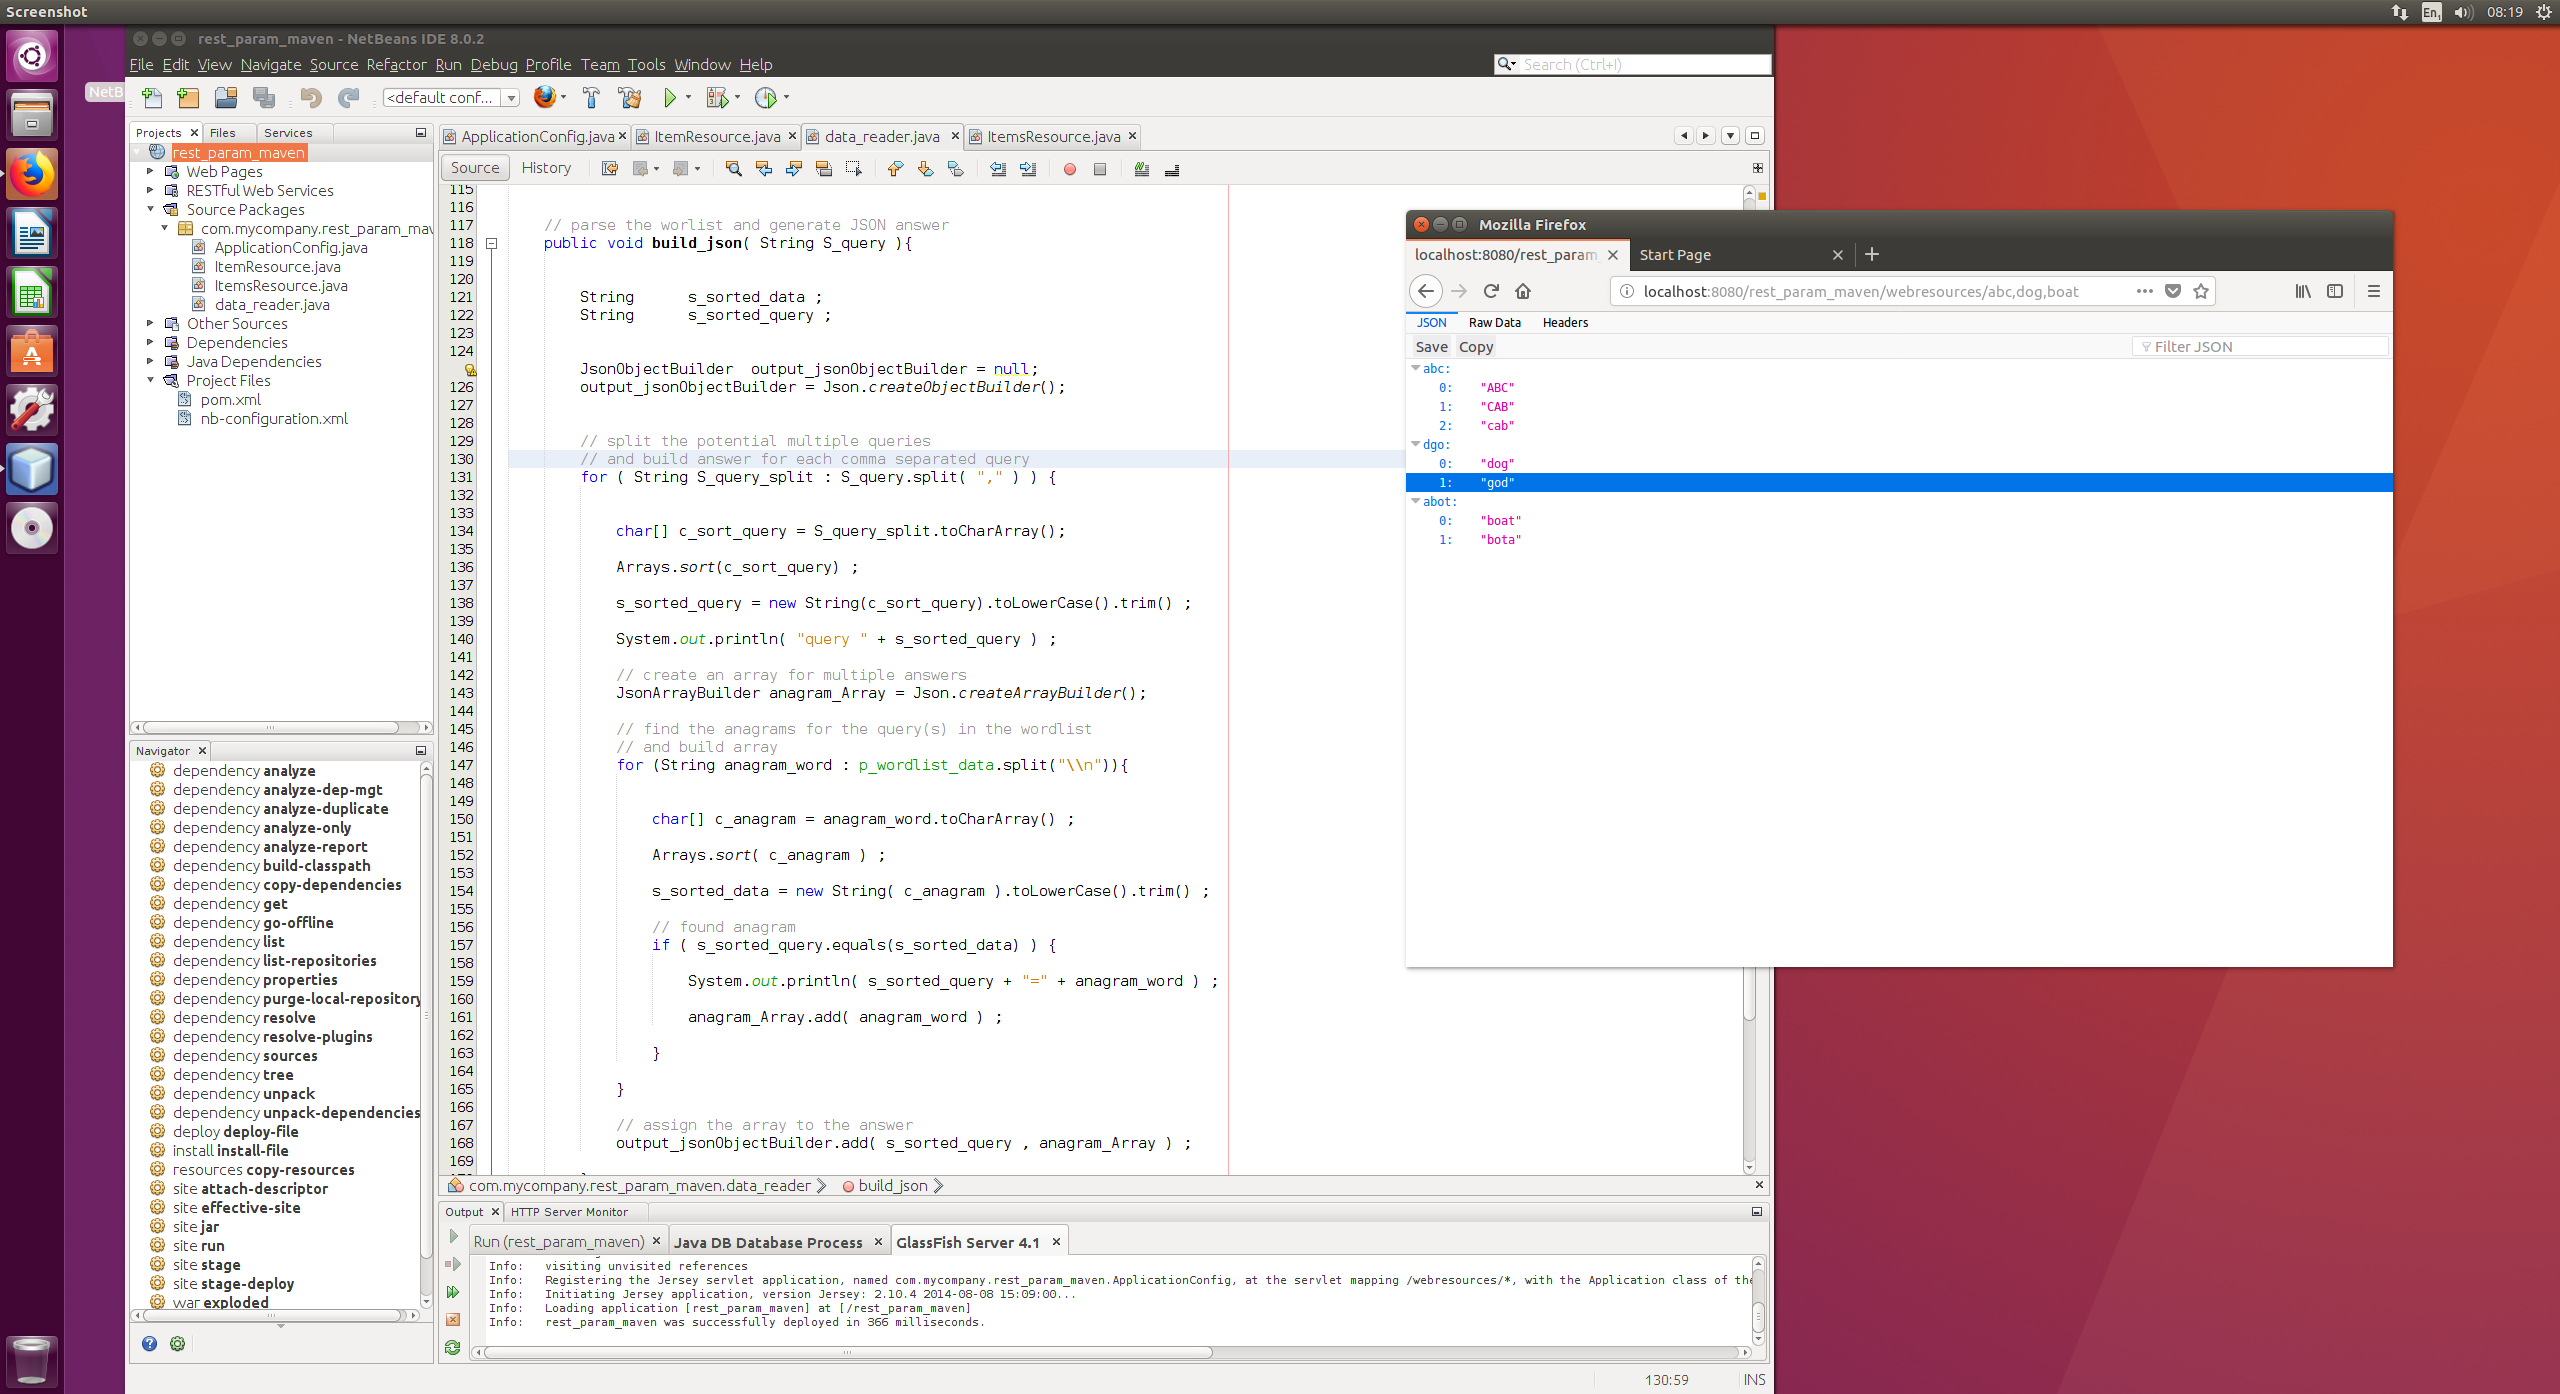 Screenshot
En1
08:19
rest_param_maven - NetBeans IDE 8.0.2
File Edit View Navigate Source Refactor Run Debug Profile Team Tools Window Help
Search (Ctrl+I)
NetB
<default conf...
Projects Files Services
rest_param_maven
Web Pages
RESTful Web Services
Source Packages
com.mycompany.rest_param_mav
ApplicationConfig.java
ItemResource.java
ItemsResource.java
data_reader.java
Other Sources
Dependencies
Java Dependencies
Project Files
pom.xml
nb-configuration.xml
Navigator
dependency analyze
dependency analyze-dep-mgt
dependency analyze-duplicate
dependency analyze-only
dependency analyze-report
dependency build-classpath
dependency copy-dependencies
dependency get
dependency go-offline
dependency list
dependency list-repositories
dependency properties
dependency purge-local-repository
dependency resolve
dependency resolve-plugins
dependency sources
dependency tree
dependency unpack
dependency unpack-dependencies
deploy deploy-file
install install-file
resources copy-resources
site attach-descriptor
site effective-site
site jar
site run
site stage
site stage-deploy
war exploded
ApplicationConfig.java ItemResource.java data_reader.java ItemsResource.java
Source History
115
116
117 // parse the worlist and generate JSON answer
118 public void build_json( String S_query ){
119
120
121 String s_sorted_data ;
122 String s_sorted_query ;
123
124
JsonObjectBuilder output_jsonObjectBuilder = null;
126 output_jsonObjectBuilder = Json.createObjectBuilder();
127
128
129 // split the potential multiple queries
130 // and build answer for each comma separated query
131 for ( String S_query_split : S_query.split( "," ) ) {
132
133
134 char[] c_sort_query = S_query_split.toCharArray();
135
136 Arrays.sort(c_sort_query) ;
137
138 s_sorted_query = new String(c_sort_query).toLowerCase().trim() ;
139
140 System.out.println( "query " + s_sorted_query ) ;
141
142 // create an array for multiple answers
143 JsonArrayBuilder anagram_Array = Json.createArrayBuilder();
144
145 // find the anagrams for the query(s) in the wordlist
146 // and build array
147 for (String anagram_word : p_wordlist_data.split("\\n")){
148
149
150 char[] c_anagram = anagram_word.toCharArray() ;
151
152 Arrays.sort( c_anagram ) ;
153
154 s_sorted_data = new String( c_anagram ).toLowerCase().trim() ;
155
156 // found anagram
157 if ( s_sorted_query.equals(s_sorted_data) ) {
158
159 System.out.println( s_sorted_query + "=" + anagram_word ) ;
160
161 anagram_Array.add( anagram_word ) ;
162
163 }
164
165 }
166
167 // assign the array to the answer
168 output_jsonObjectBuilder.add( s_sorted_query , anagram_Array ) ;
169
com.mycompany.rest_param_maven.data_reader build_json
Output HTTP Server Monitor
Run (rest_param_maven) Java DB Database Process GlassFish Server 4.1
Info: visiting unvisited references
Info: Registering the Jersey servlet application, named com.mycompany.rest_param_maven.ApplicationConfig, at the servlet mapping /webresources/*, with the Application class of the
Info: Initiating Jersey application, version Jersey: 2.10.4 2014-08-08 15:09:00...
Info: Loading application [rest_param_maven] at [/rest_param_maven]
Info: rest_param_maven was successfully deployed in 366 milliseconds.
130:59 INS
Mozilla Firefox
localhost:8080/rest_param Start Page
localhost:8080/rest_param_maven/webresources/abc,dog,boat
JSON Raw Data Headers
Save Copy
Filter JSON
abc:
0: "ABC"
1: "CAB"
2: "cab"
dgo:
0: "dog"
1: "god"
abot:
0: "boat"
1: "bota"